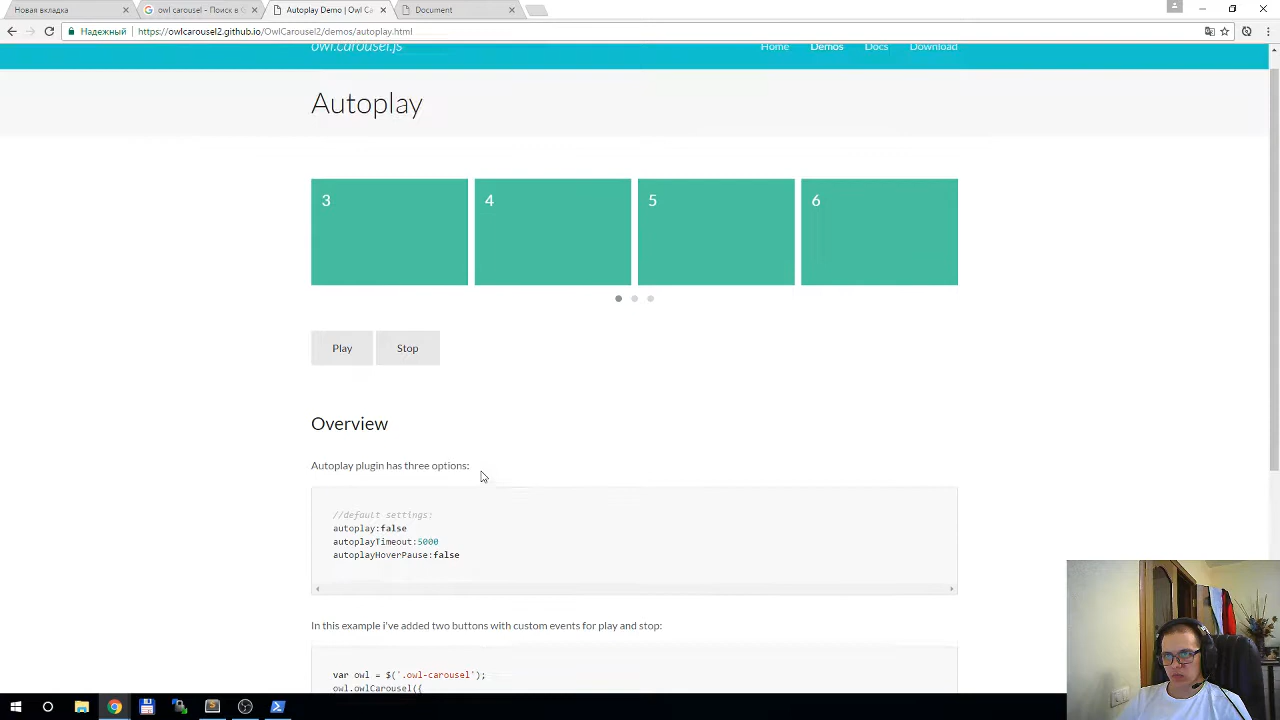 Новая вкладка
owl carousel - Поиск в G
Autoplay Demo | Owl Ca
Document
Надежный
https://owlcarousel2.github.io/OwlCarousel2/demos/autoplay.html
owl.carousel.js
Home
Demos
Docs
Download
Autoplay
3
4
5
6
Play
Stop
Overview
Autoplay plugin has three options:
//default settings:
autoplay:false
autoplayTimeout:5000
autoplayHoverPause:false
In this example i've added two buttons with custom events for play and stop:
var owl = $('.owl-carousel');
owl.owlCarousel({